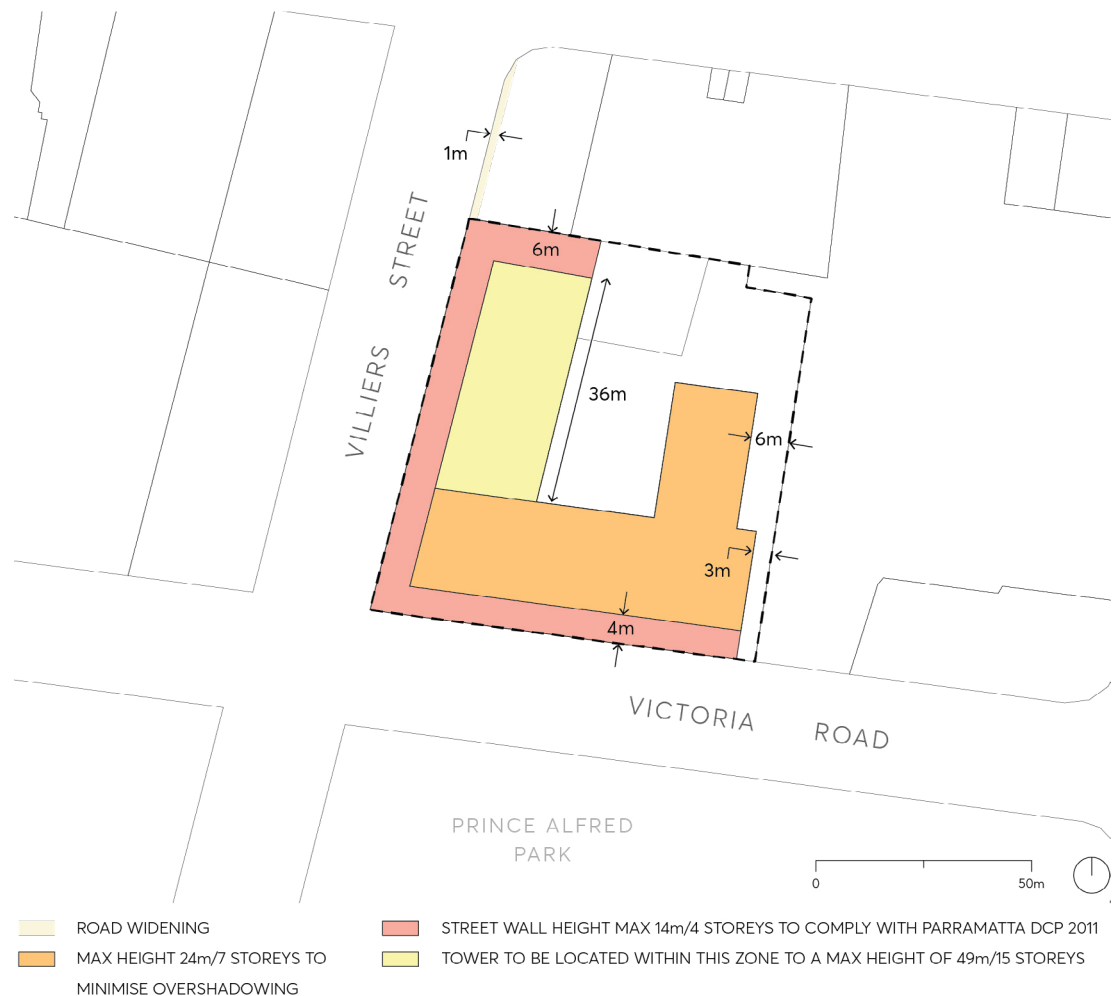 1m
STREET
6m
VILLIERS
36m
6m
3m
4m
VICTORIA ROAD
PRINCE ALFRED
PARK
0 50m
ROAD WIDENING
MAX HEIGHT 24m/7 STOREYS TO
MINIMISE OVERSHADOWING
STREET WALL HEIGHT MAX 14m/4 STOREYS TO COMPLY WITH PARRAMATTA DCP 2011
TOWER TO BE LOCATED WITHIN THIS ZONE TO A MAX HEIGHT OF 49m/15 STOREYS